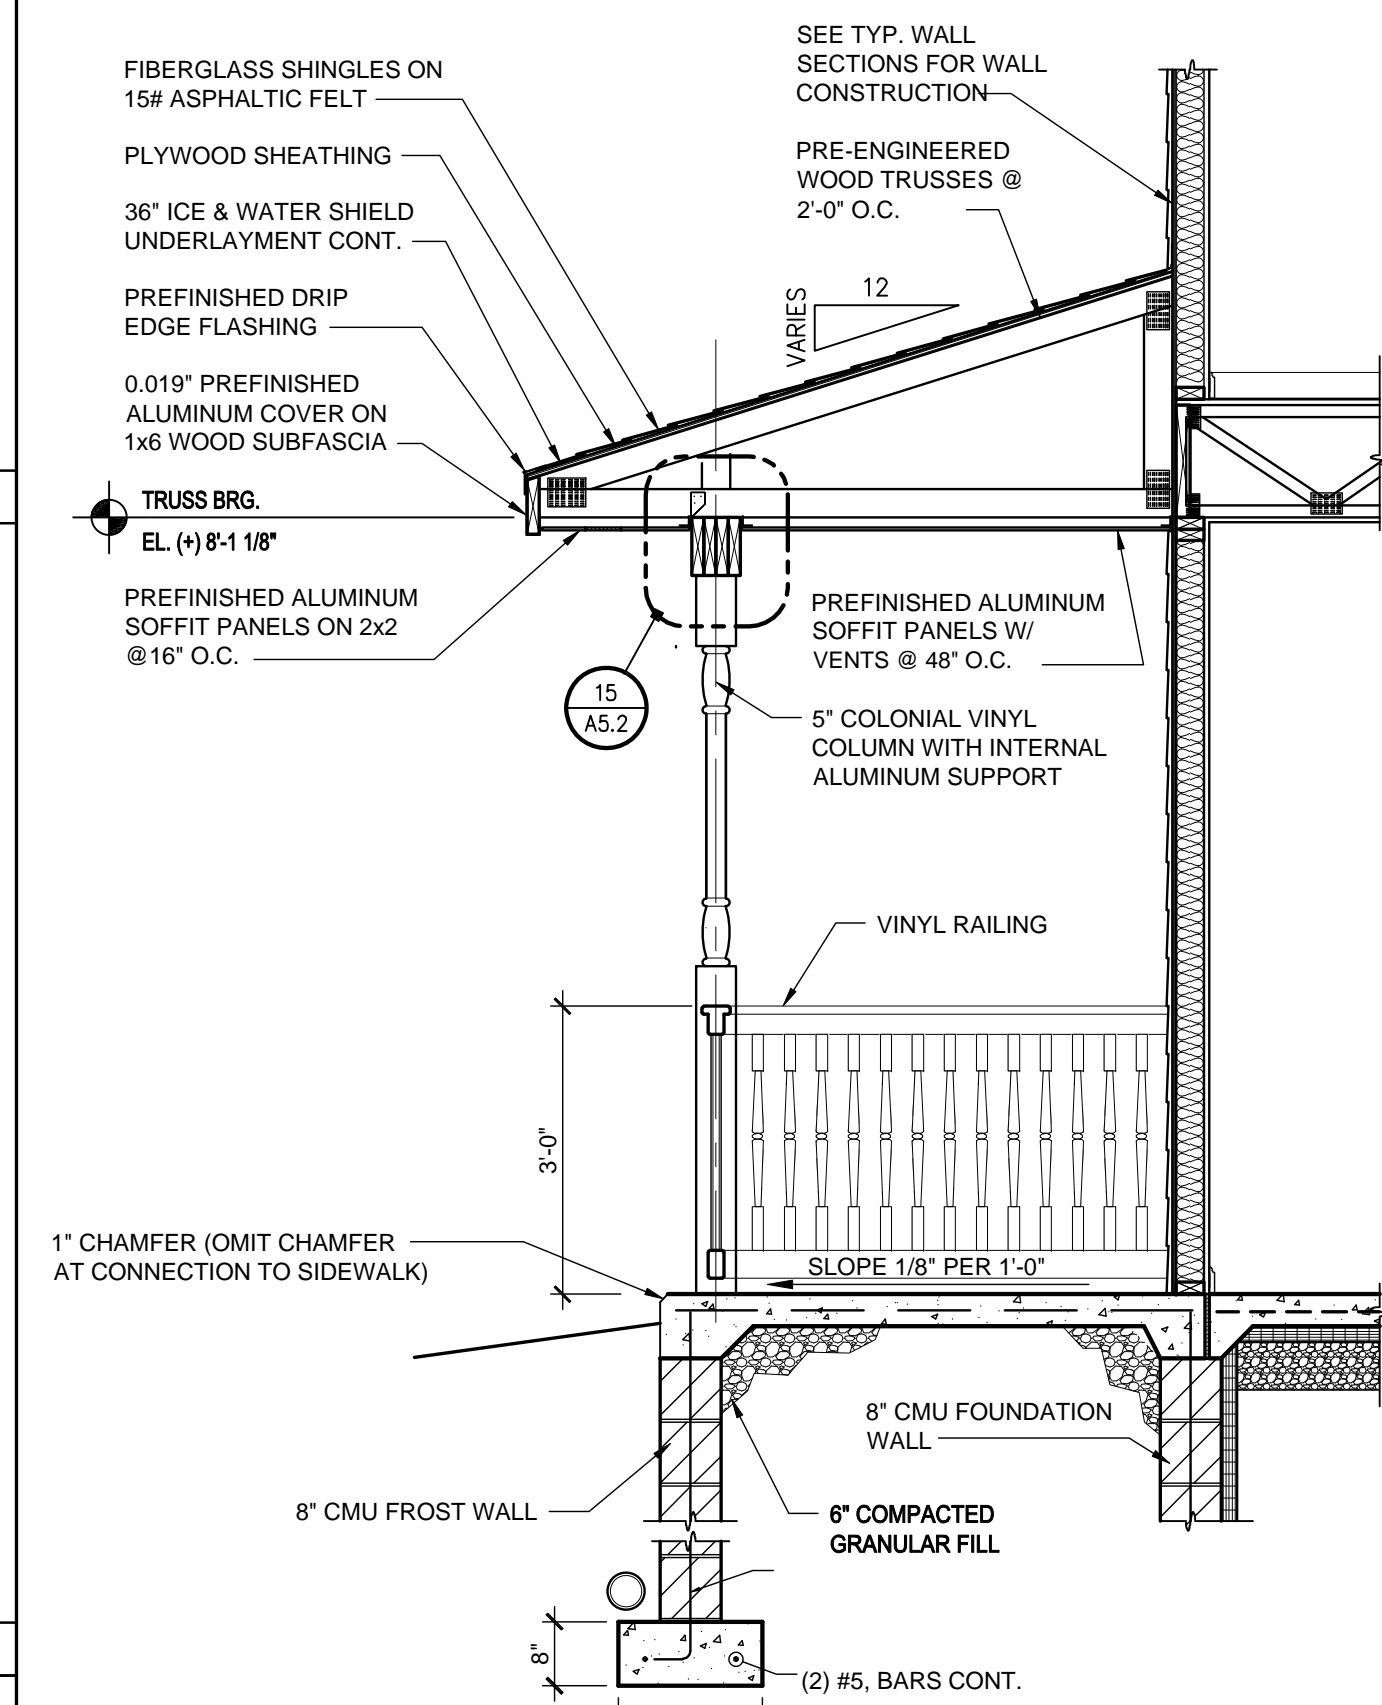 FIBERGLASS SHINGLES ON
15# ASPHALTIC FELT
PLYWOOD SHEATHING
36" ICE & WATER SHIELD
UNDERLAYMENT CONT.
PREFINISHED DRIP
EDGE FLASHING
0.019" PREFINISHED
ALUMINUM COVER ON
1x6 WOOD SUBFASCIA
TRUSS BRG.
EL. (+) 8'-1 1/8"
PREFINISHED ALUMINUM
SOFFIT PANELS ON 2x2
@16" O.C.
SEE TYP. WALL
SECTIONS FOR WALL
CONSTRUCTION
PRE-ENGINEERED
WOOD TRUSSES @
2'-0" O.C.
12
VARIES
15
A5.2
PREFINISHED ALUMINUM
SOFFIT PANELS W/
VENTS @ 48" O.C.
5" COLONIAL VINYL
COLUMN WITH INTERNAL
ALUMINUM SUPPORT
VINYL RAILING
3'-0"
1" CHAMFER (OMIT CHAMFER
AT CONNECTION TO SIDEWALK)
SLOPE 1/8" PER 1'-0"
8" CMU FOUNDATION
WALL
8" CMU FROST WALL
6" COMPACTED
GRANULAR FILL
8"
(2) #5, BARS CONT.